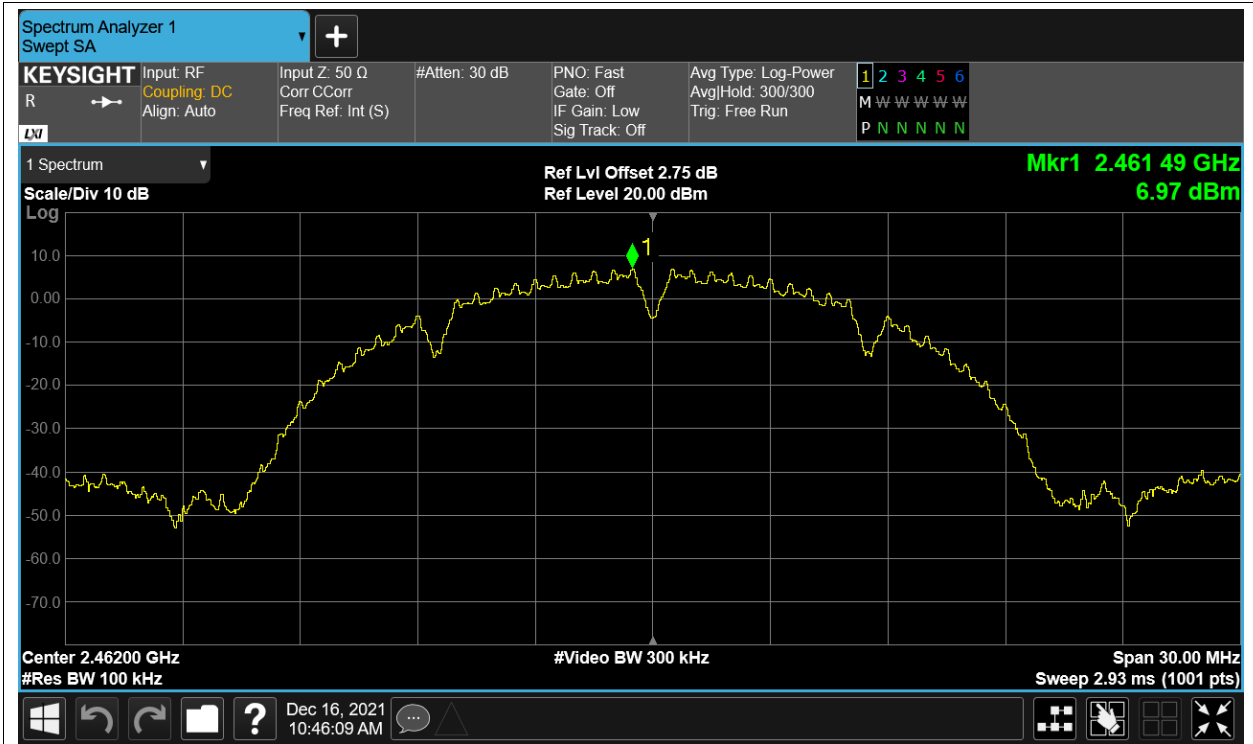 Spectrum Analyzer 1
Swept SA
+
KEYSIGHT
R
LXI
Input: RF
Coupling: DC
Align: Auto
Input Z: 50 Ω
Corr CCorr
Freq Ref: Int (S)
#Atten: 30 dB
PNO: Fast
Gate: Off
IF Gain: Low
Sig Track: Off
Avg Type: Log-Power
Avg|Hold: 300/300
Trig: Free Run
1 2 3 4 5 6
M W W W W W
P N N N N N
1 Spectrum
Scale/Div 10 dB
Log
Ref Lvl Offset 2.75 dB
Ref Level 20.00 dBm
Mkr1 2.461 49 GHz
6.97 dBm
1
10.0
0.00
-10.0
-20.0
-30.0
-40.0
-50.0
-60.0
-70.0
Center 2.46200 GHz
#Res BW 100 kHz
#Video BW 300 kHz
Span 30.00 MHz
Sweep 2.93 ms (1001 pts)
?
Dec 16, 2021
10:46:09 AM